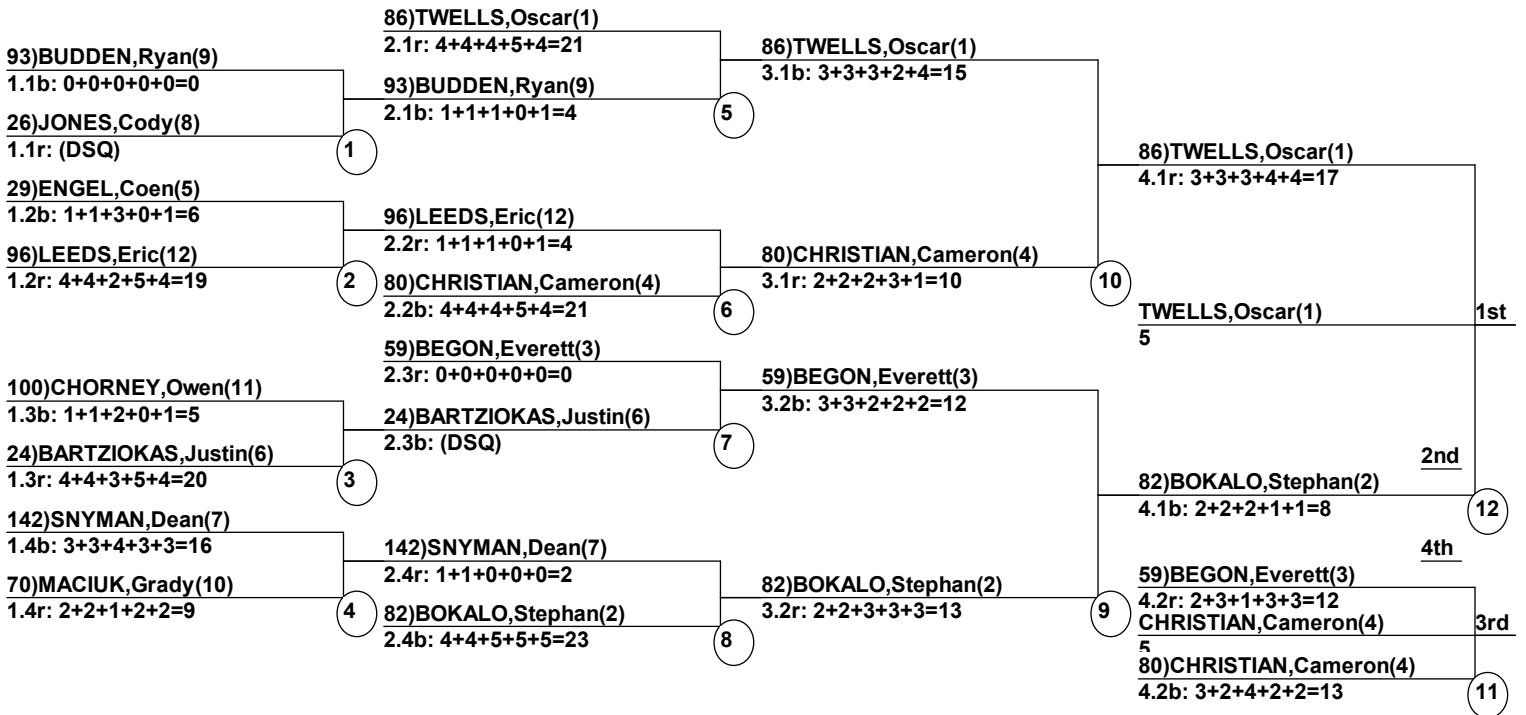 93)BUDDEN,Ryan(9)
1.1b: 0+0+0+0+0=0
26)JONES,Cody(8)
1.1r: (DSQ)
1
29)ENGEL,Coen(5)
1.2b: 1+1+3+0+1=6
96)LEEDS,Eric(12)
1.2r: 4+4+2+5+4=19
2
100)CHORNEY,Owen(11)
1.3b: 1+1+2+0+1=5
24)BARTZIOKAS,Justin(6)
1.3r: 4+4+3+5+4=20
3
142)SNYMAN,Dean(7)
1.4b: 3+3+4+3+3=16
70)MACIUK,Grady(10)
1.4r: 2+2+1+2+2=9
4
86)TWELLS,Oscar(1)
2.1r: 4+4+4+5+4=21
93)BUDDEN,Ryan(9)
2.1b: 1+1+1+0+1=4
5
96)LEEDS,Eric(12)
2.2r: 1+1+1+0+1=4
80)CHRISTIAN,Cameron(4)
2.2b: 4+4+4+5+4=21
6
59)BEGON,Everett(3)
2.3r: 0+0+0+0+0=0
24)BARTZIOKAS,Justin(6)
2.3b: (DSQ)
7
142)SNYMAN,Dean(7)
2.4r: 1+1+0+0+0=2
82)BOKALO,Stephan(2)
2.4b: 4+4+5+5+5=23
8
86)TWELLS,Oscar(1)
3.1b: 3+3+3+2+4=15
80)CHRISTIAN,Cameron(4)
3.1r: 2+2+2+3+1=10
10
59)BEGON,Everett(3)
3.2b: 3+3+2+2+2=12
82)BOKALO,Stephan(2)
3.2r: 2+2+3+3+3=13
9
86)TWELLS,Oscar(1)
4.1r: 3+3+3+4+4=17
TWELLS,Oscar(1)
1st
5
2nd
82)BOKALO,Stephan(2)
4.1b: 2+2+2+1+1=8
12
4th
59)BEGON,Everett(3)
4.2r: 2+3+1+3+3=12
CHRISTIAN,Cameron(4)
3rd
5
80)CHRISTIAN,Cameron(4)
4.2b: 3+2+4+2+2=13
11